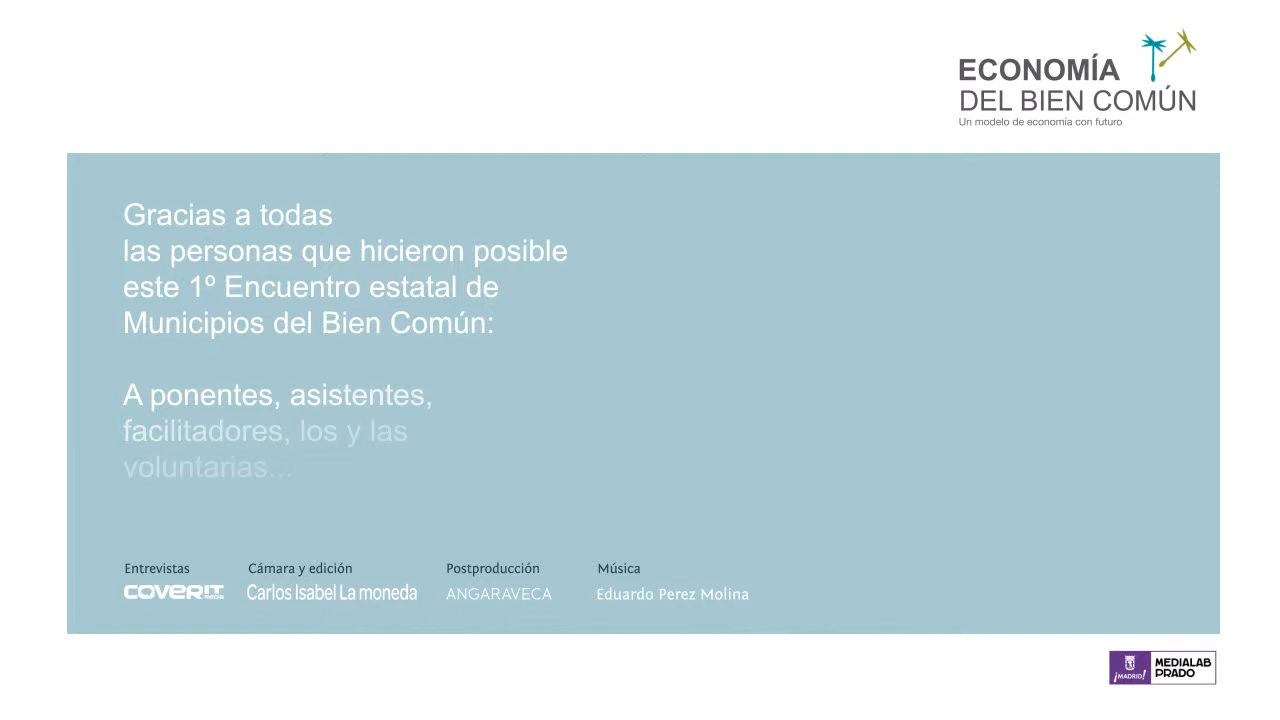 ECONOMÍA
DEL BIEN COMÚN
Un modelo de economía con futuro
Gracias a todas
las personas que hicieron posible
este 1º Encuentro estatal de
Municipios del Bien Común:
A ponentes, asistentes,
facilitadores, los y las
voluntarias...
Entrevistas
COVERIT
MEDIA
Cámara y edición
Carlos Isabel La moneda
Postproducción
ANGARAVECA
Música
Eduardo Perez Molina
¡MADRID!
MEDIALAB
PRADO